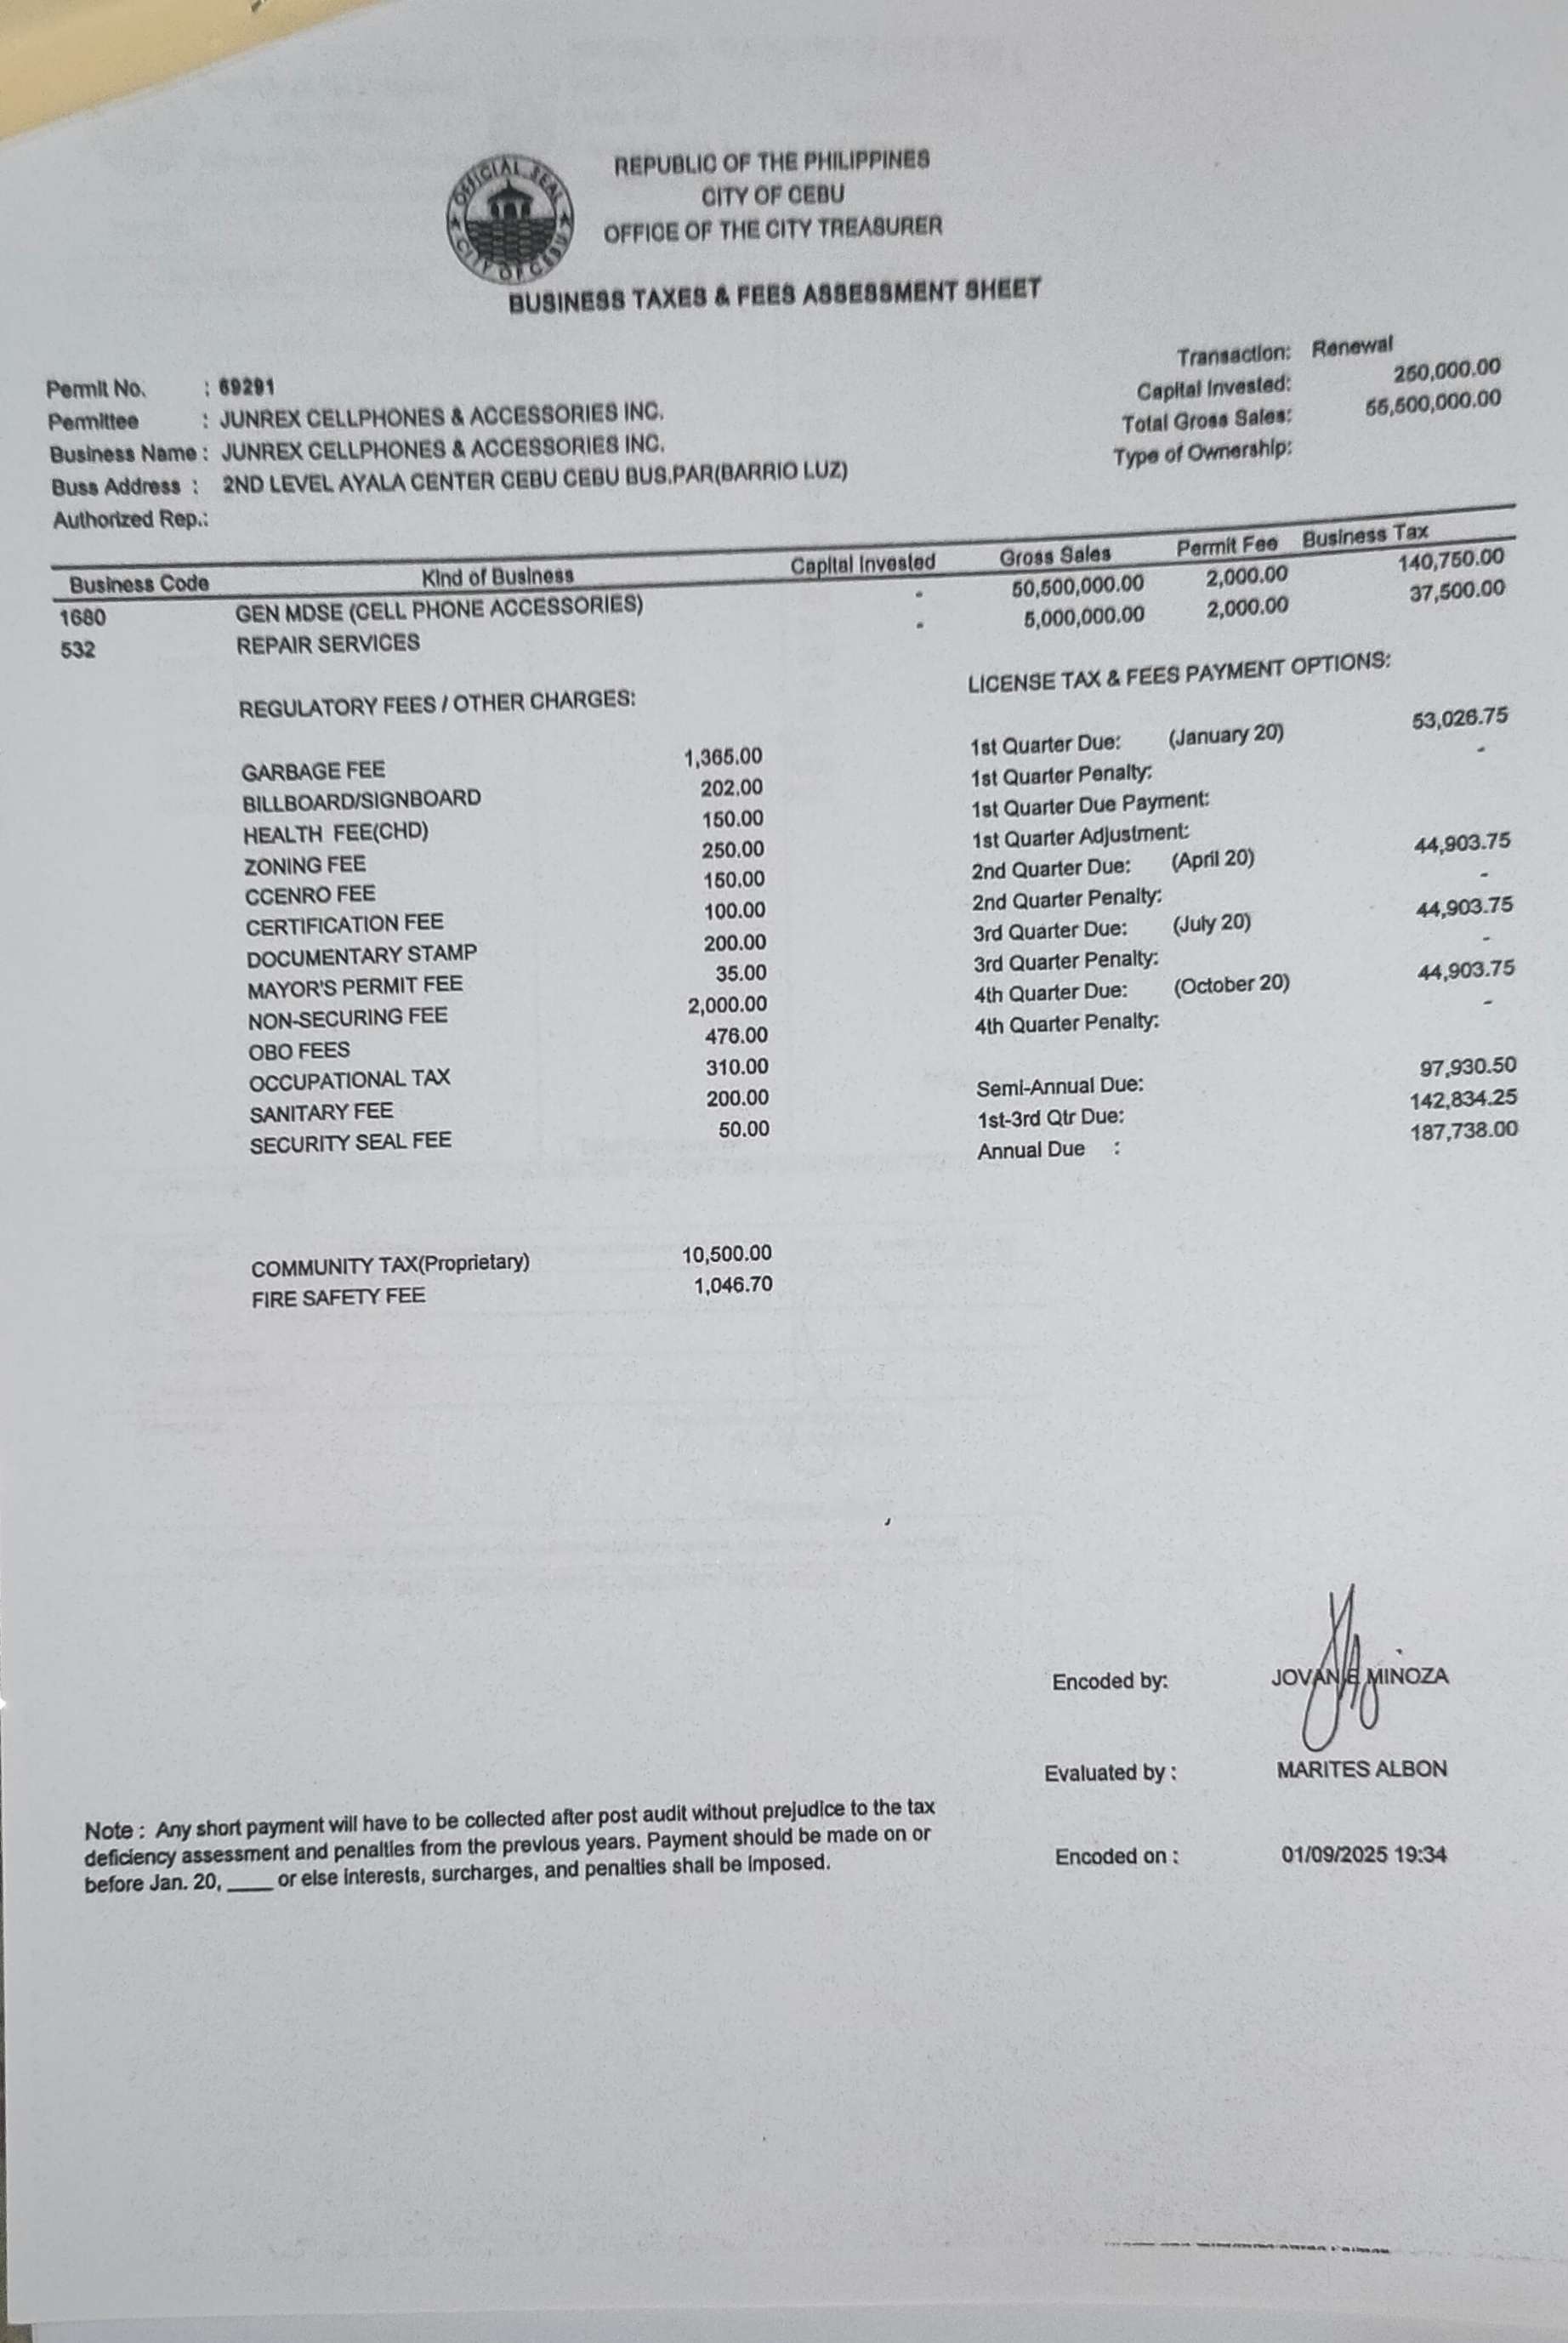 OFFICIAL SEAL
CITY OF CEBU
REPUBLIC OF THE PHILIPPINES
CITY OF CEBU
OFFICE OF THE CITY TREASURER
BUSINESS TAXES & FEES ASSESSMENT SHEET
Transaction: Renewal
Capital Invested: 250,000.00
Total Gross Sales: 55,500,000.00
Type of Ownership:
Permit No. : 69291
Permittee : JUNREX CELLPHONES & ACCESSORIES INC.
Business Name : JUNREX CELLPHONES & ACCESSORIES INC.
Buss Address : 2ND LEVEL AYALA CENTER CEBU CEBU BUS.PAR(BARRIO LUZ)
Authorized Rep.:
Business Code Kind of Business Capital Invested Gross Sales Permit Fee Business Tax
1680 GEN MDSE (CELL PHONE ACCESSORIES) - 50,500,000.00 2,000.00 140,750.00
532 REPAIR SERVICES - 5,000,000.00 2,000.00 37,500.00
REGULATORY FEES / OTHER CHARGES:
GARBAGE FEE 1,365.00
BILLBOARD/SIGNBOARD 202.00
HEALTH FEE(CHD) 150.00
ZONING FEE 250.00
CCENRO FEE 150.00
CERTIFICATION FEE 100.00
DOCUMENTARY STAMP 200.00
MAYOR'S PERMIT FEE 35.00
NON-SECURING FEE 2,000.00
OBO FEES 476.00
OCCUPATIONAL TAX 310.00
SANITARY FEE 200.00
SECURITY SEAL FEE 50.00
COMMUNITY TAX(Proprietary) 10,500.00
FIRE SAFETY FEE 1,046.70
LICENSE TAX & FEES PAYMENT OPTIONS:
1st Quarter Due: (January 20) 53,026.75
1st Quarter Penalty: -
1st Quarter Due Payment:
1st Quarter Adjustment:
2nd Quarter Due: (April 20) 44,903.75
2nd Quarter Penalty: -
3rd Quarter Due: (July 20) 44,903.75
3rd Quarter Penalty: -
4th Quarter Due: (October 20) 44,903.75
4th Quarter Penalty: -
Semi-Annual Due: 97,930.50
1st-3rd Qtr Due: 142,834.25
Annual Due : 187,738.00
Encoded by: JOVANIE MINOZA
Evaluated by : MARITES ALBON
Encoded on : 01/09/2025 19:34
Note : Any short payment will have to be collected after post audit without prejudice to the tax
deficiency assessment and penalties from the previous years. Payment should be made on or
before Jan. 20, ____ or else interests, surcharges, and penalties shall be imposed.